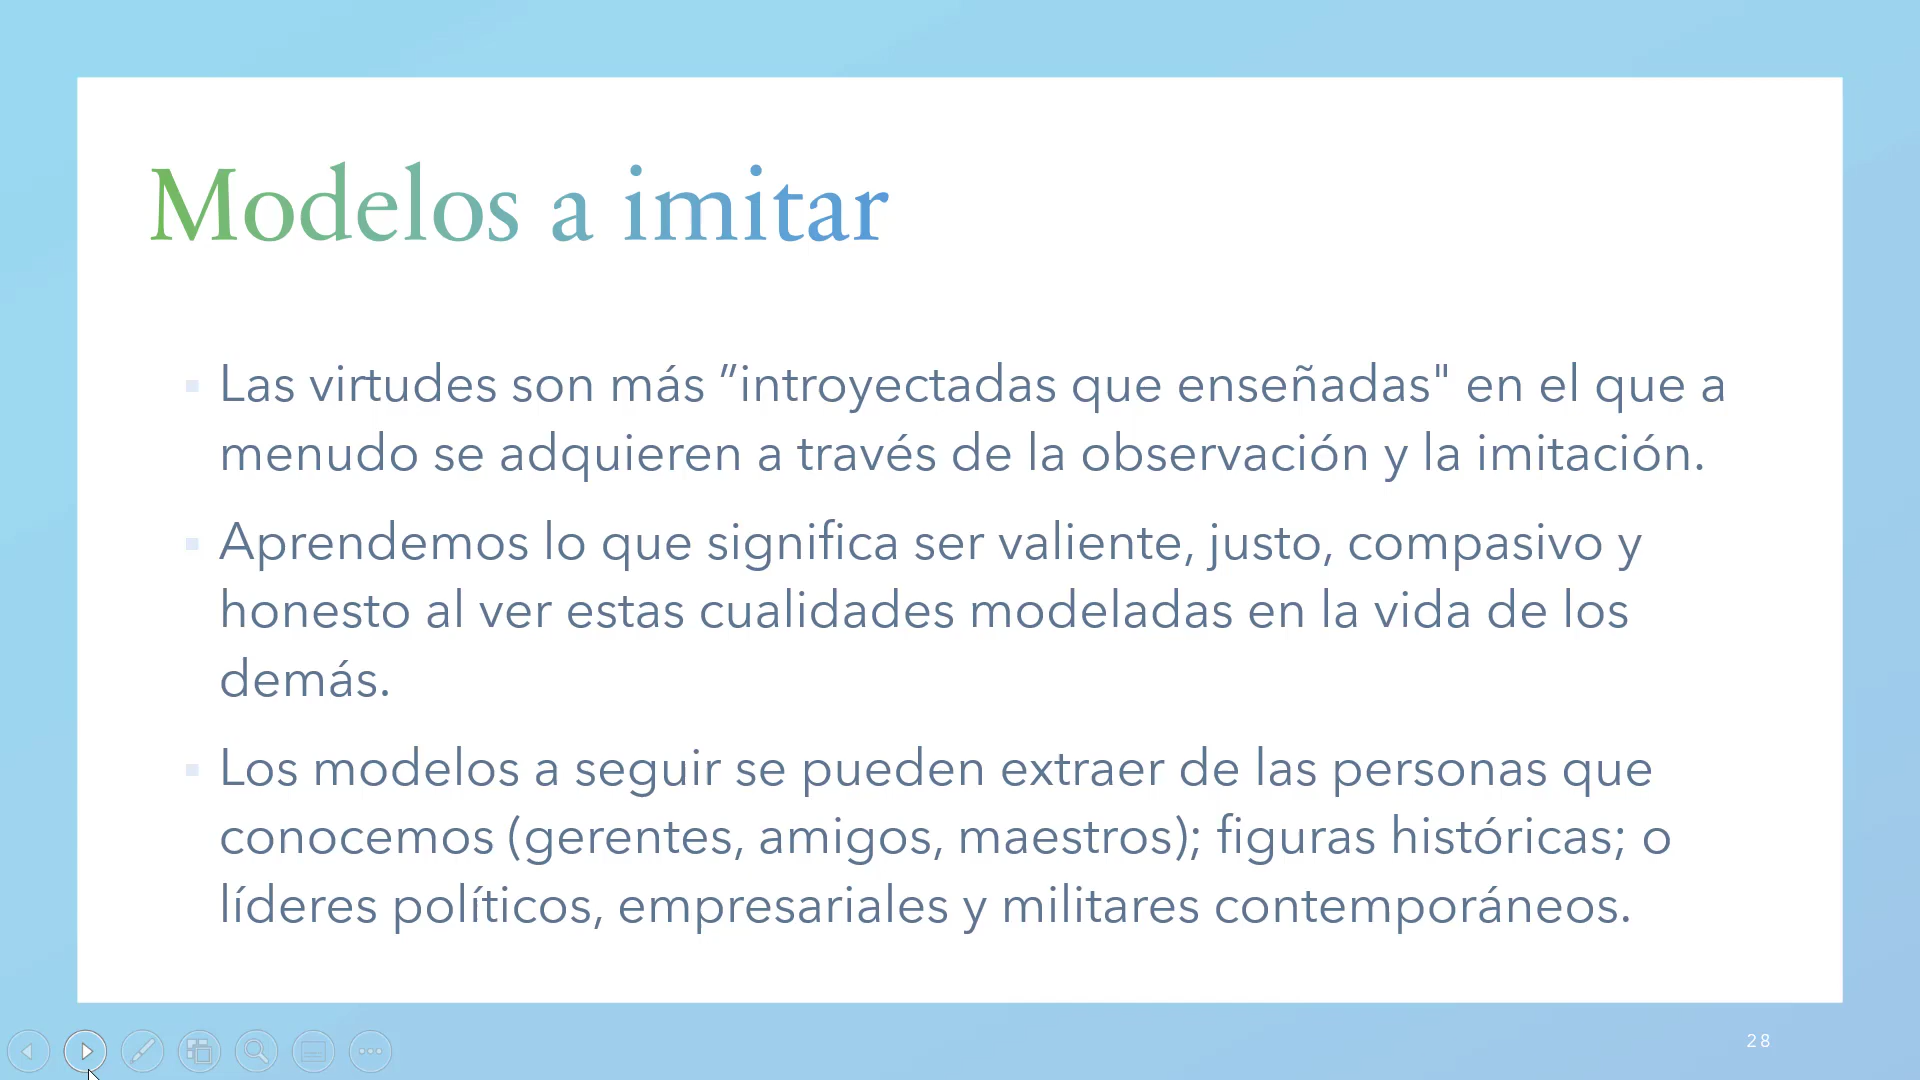 Modelos a imitar
Las virtudes son más ”introyectadas que enseñadas" en el que a
menudo se adquieren a través de la observación y la imitación.
Aprendemos lo que significa ser valiente, justo, compasivo y
honesto al ver estas cualidades modeladas en la vida de los
demás.
Los modelos a seguir se pueden extraer de las personas que
conocemos (gerentes, amigos, maestros); figuras históricas; o
líderes políticos, empresariales y militares contemporáneos.
28